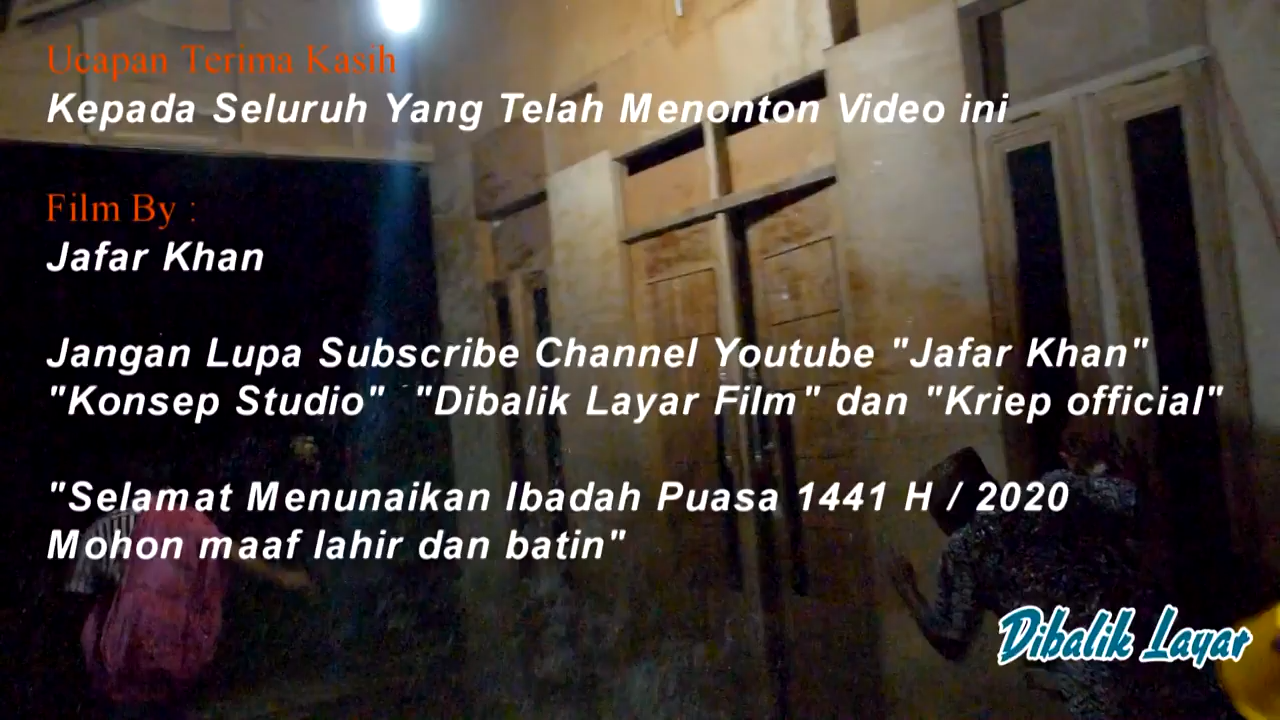 Ucapan Terima Kasih
Kepada Seluruh Yang Telah Menonton Video ini
Film By :
Jafar Khan
Jangan Lupa Subscribe Channel Youtube "Jafar Khan"
"Konsep Studio" "Dibalik Layar Film" dan "Kriep official"
"Selamat Menunaikan Ibadah Puasa 1441 H / 2020
Mohon maaf lahir dan batin"
Dibalik Layar